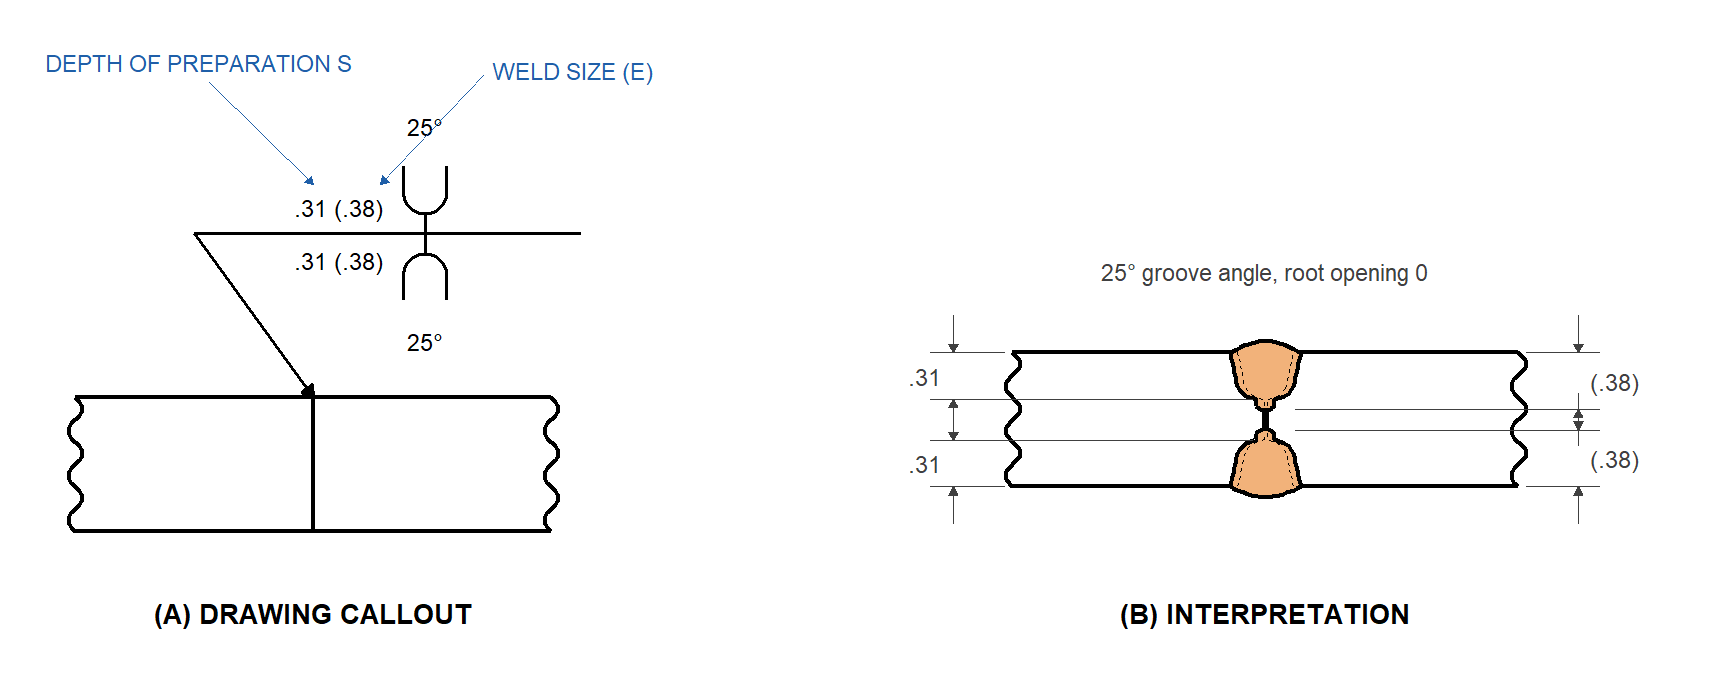 DEPTH OF PREPARATION S
WELD SIZE (E)
25°
.31 (.38)
.31 (.38)
25°
(A) DRAWING CALLOUT
25° groove angle, root opening 0
.31
(.38)
.31
(.38)
(B) INTERPRETATION